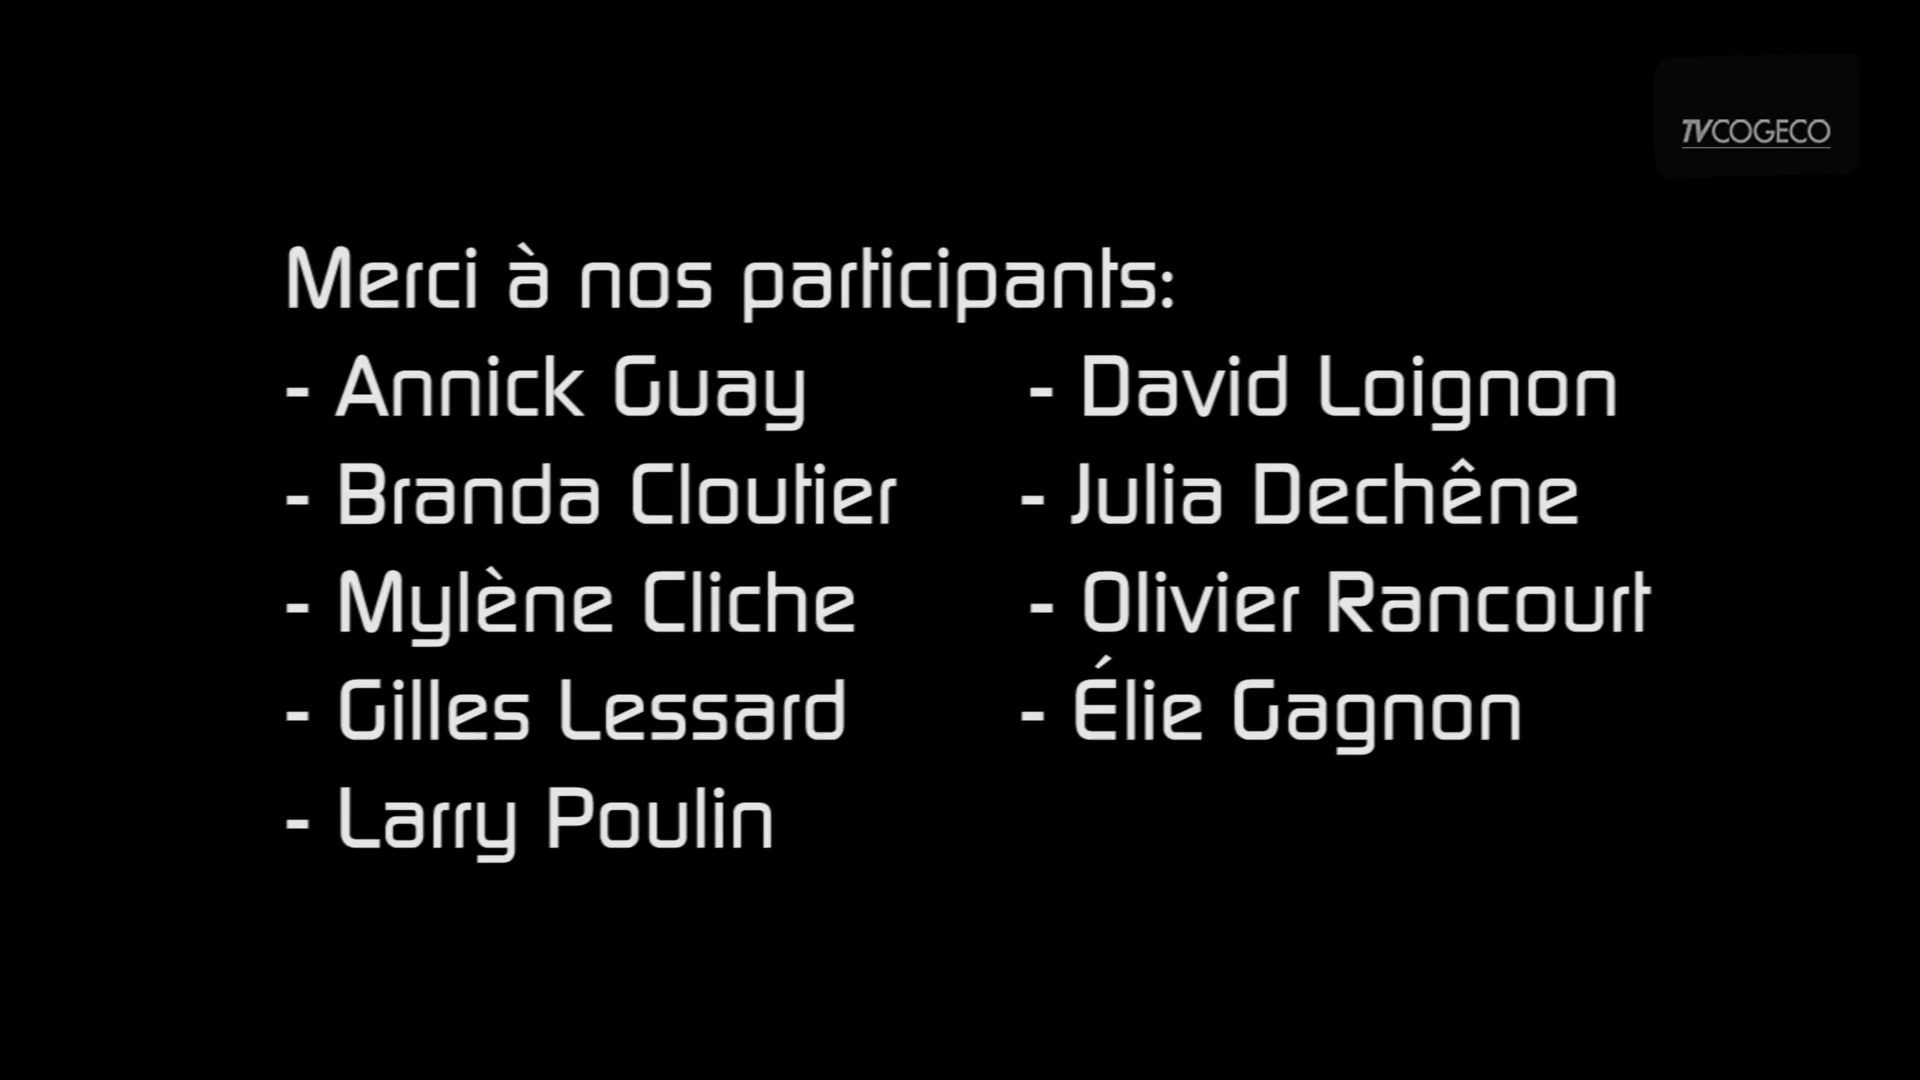 TVCOGECO
Merci à nos participants:
- Annick Guay - David Loignon
- Branda Cloutier - Julia Dechêne
- Mylène Cliche - Olivier Rancourt
- Gilles Lessard - Élie Gagnon
- Larry Poulin